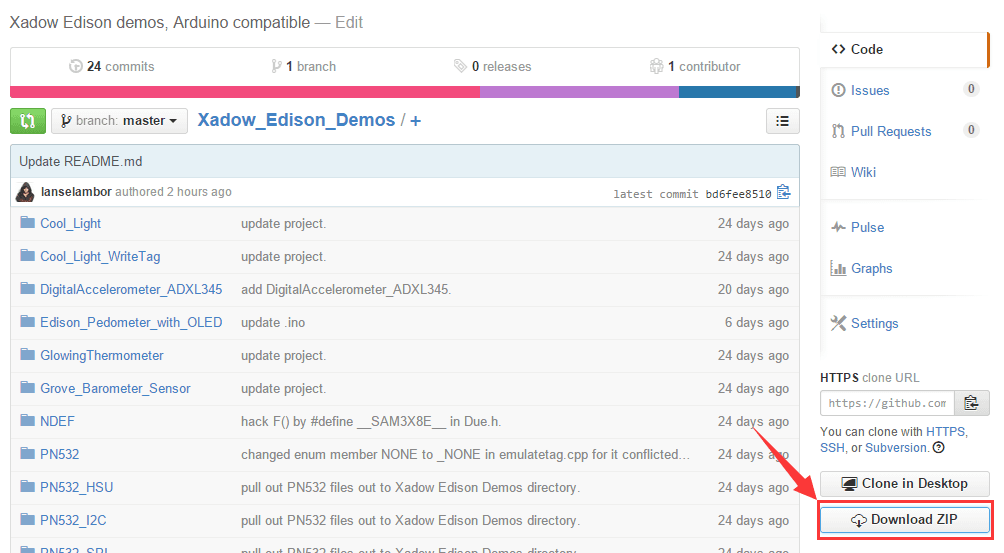 Xadow Edison demos, Arduino compatible — Edit
24 commits
1 branch
0 releases
1 contributor
branch: master
Xadow_Edison_Demos / +
Update README.md
lanselambor authored 2 hours ago
latest commit bd6fee8510
Cool_Light update project. 24 days ago
Cool_Light_WriteTag update project. 24 days ago
DigitalAccelerometer_ADXL345 add DigitalAccelerometer_ADXL345. 20 days ago
Edison_Pedometer_with_OLED update .ino 6 days ago
GlowingThermometer update project. 24 days ago
Grove_Barometer_Sensor update project. 24 days ago
NDEF hack F() by #define __SAM3X8E__ in Due.h. 24 days ago
PN532 changed enum member NONE to _NONE in emulatetag.cpp for it conflicted... 24 days ago
PN532_HSU pull out PN532 files out to Xadow Edison Demos directory. 24 days ago
PN532_I2C pull out PN532 files out to Xadow Edison Demos directory. 24 days ago
PN532_SPI pull out PN532 files out to Xadow Edison Demos directory. 24 days ago
Code
Issues 0
Pull Requests 0
Wiki
Pulse
Graphs
Settings
HTTPS clone URL
https://github.com
You can clone with HTTPS,
SSH, or Subversion.
Clone in Desktop
Download ZIP